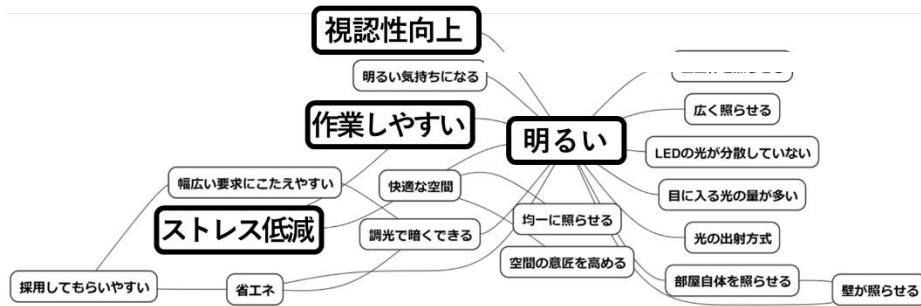 視認性向上
明るい気持ちになる
広く照らせる
作業しやすい
明るい
LEDの光が分散していない
幅広い要求にこたえやすい
快適な空間
目に入る光の量が多い
ストレス低減
均一に照らせる
調光で暗くできる
光の出射方式
空間の意匠を高める
採用してもらいやすい
省エネ
部屋自体を照らせる
壁が照らせる